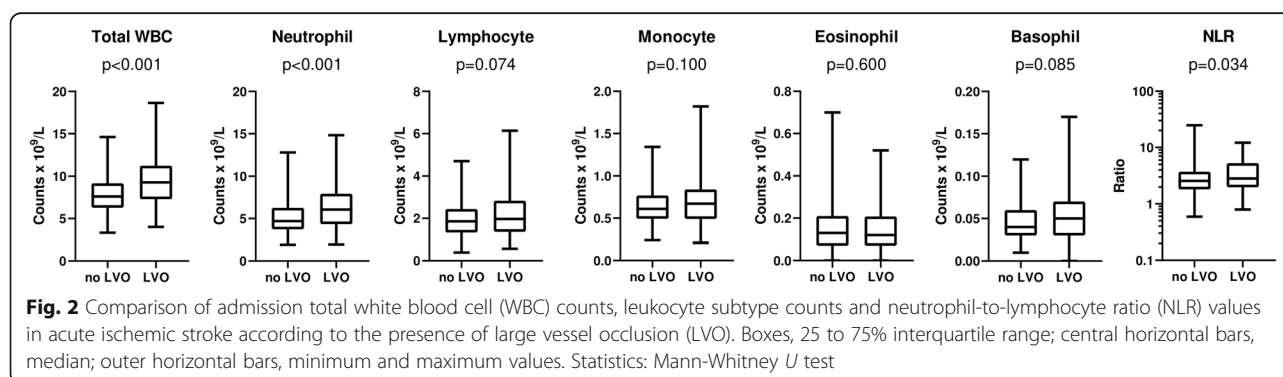 Total WBC
p<0.001
Counts x 10⁹/L
20
15
10
5
0
no LVO LVO
Neutrophil
p<0.001
Counts x 10⁹/L
20
15
10
5
0
no LVO LVO
Lymphocyte
p=0.074
Counts x 10⁹/L
8
6
4
2
0
no LVO LVO
Monocyte
p=0.100
Counts x 10⁹/L
2.0
1.5
1.0
0.5
0.0
no LVO LVO
Eosinophil
p=0.600
Counts x 10⁹/L
0.8
0.6
0.4
0.2
0.0
no LVO LVO
Basophil
p=0.085
Counts x 10⁹/L
0.20
0.15
0.10
0.05
0.00
no LVO LVO
NLR
p=0.034
Ratio
100
10
1
0.1
no LVO LVO
Fig. 2 Comparison of admission total white blood cell (WBC) counts, leukocyte subtype counts and neutrophil-to-lymphocyte ratio (NLR) values
in acute ischemic stroke according to the presence of large vessel occlusion (LVO). Boxes, 25 to 75% interquartile range; central horizontal bars,
median; outer horizontal bars, minimum and maximum values. Statistics: Mann-Whitney U test